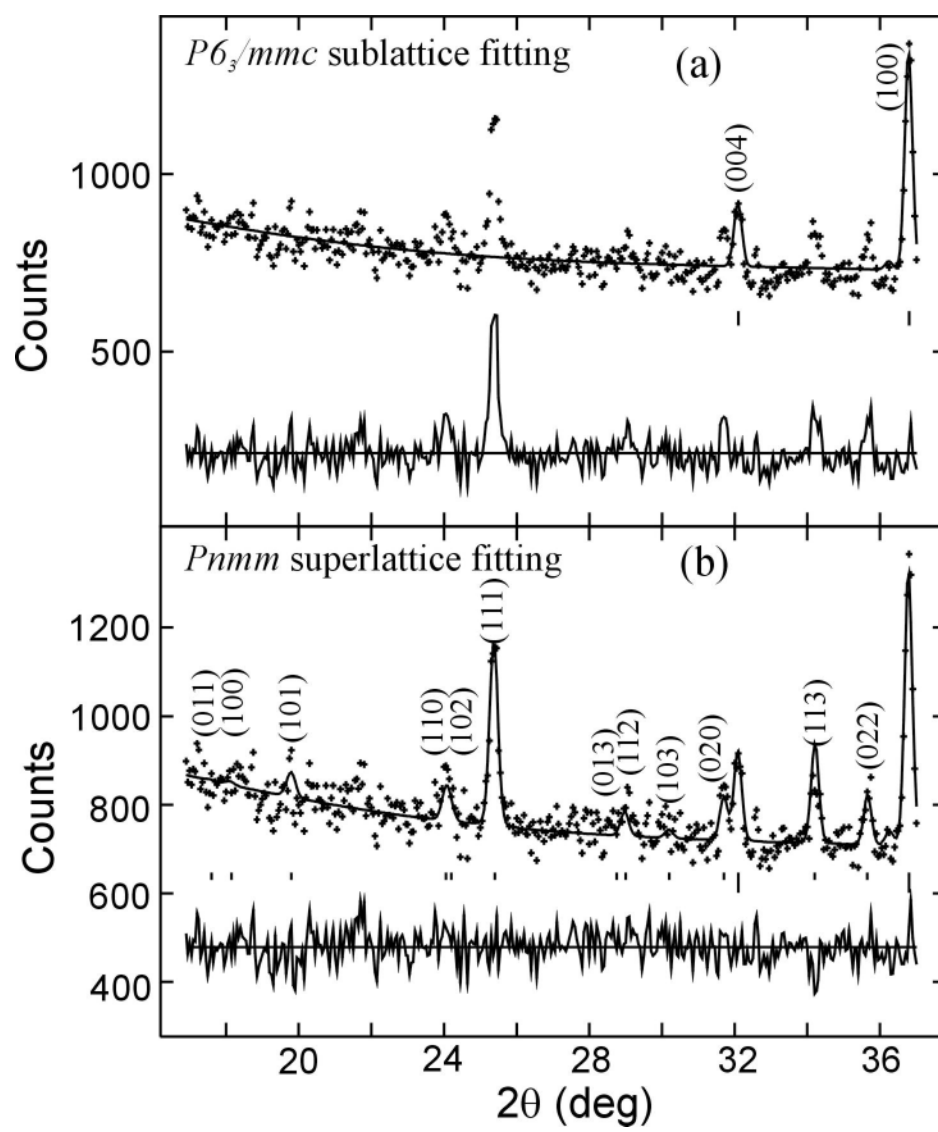 P6₃/mmc sublattice fitting
(a)
(100)
(004)
1000
500
Counts
Pnmm superlattice fitting
(b)
(111)
1200
(011)
(100)
(101)
(110)
(102)
(013)
(112)
(103)
(020)
(113)
(022)
1000
800
600
400
Counts
20 24 28 32 36
2θ (deg)